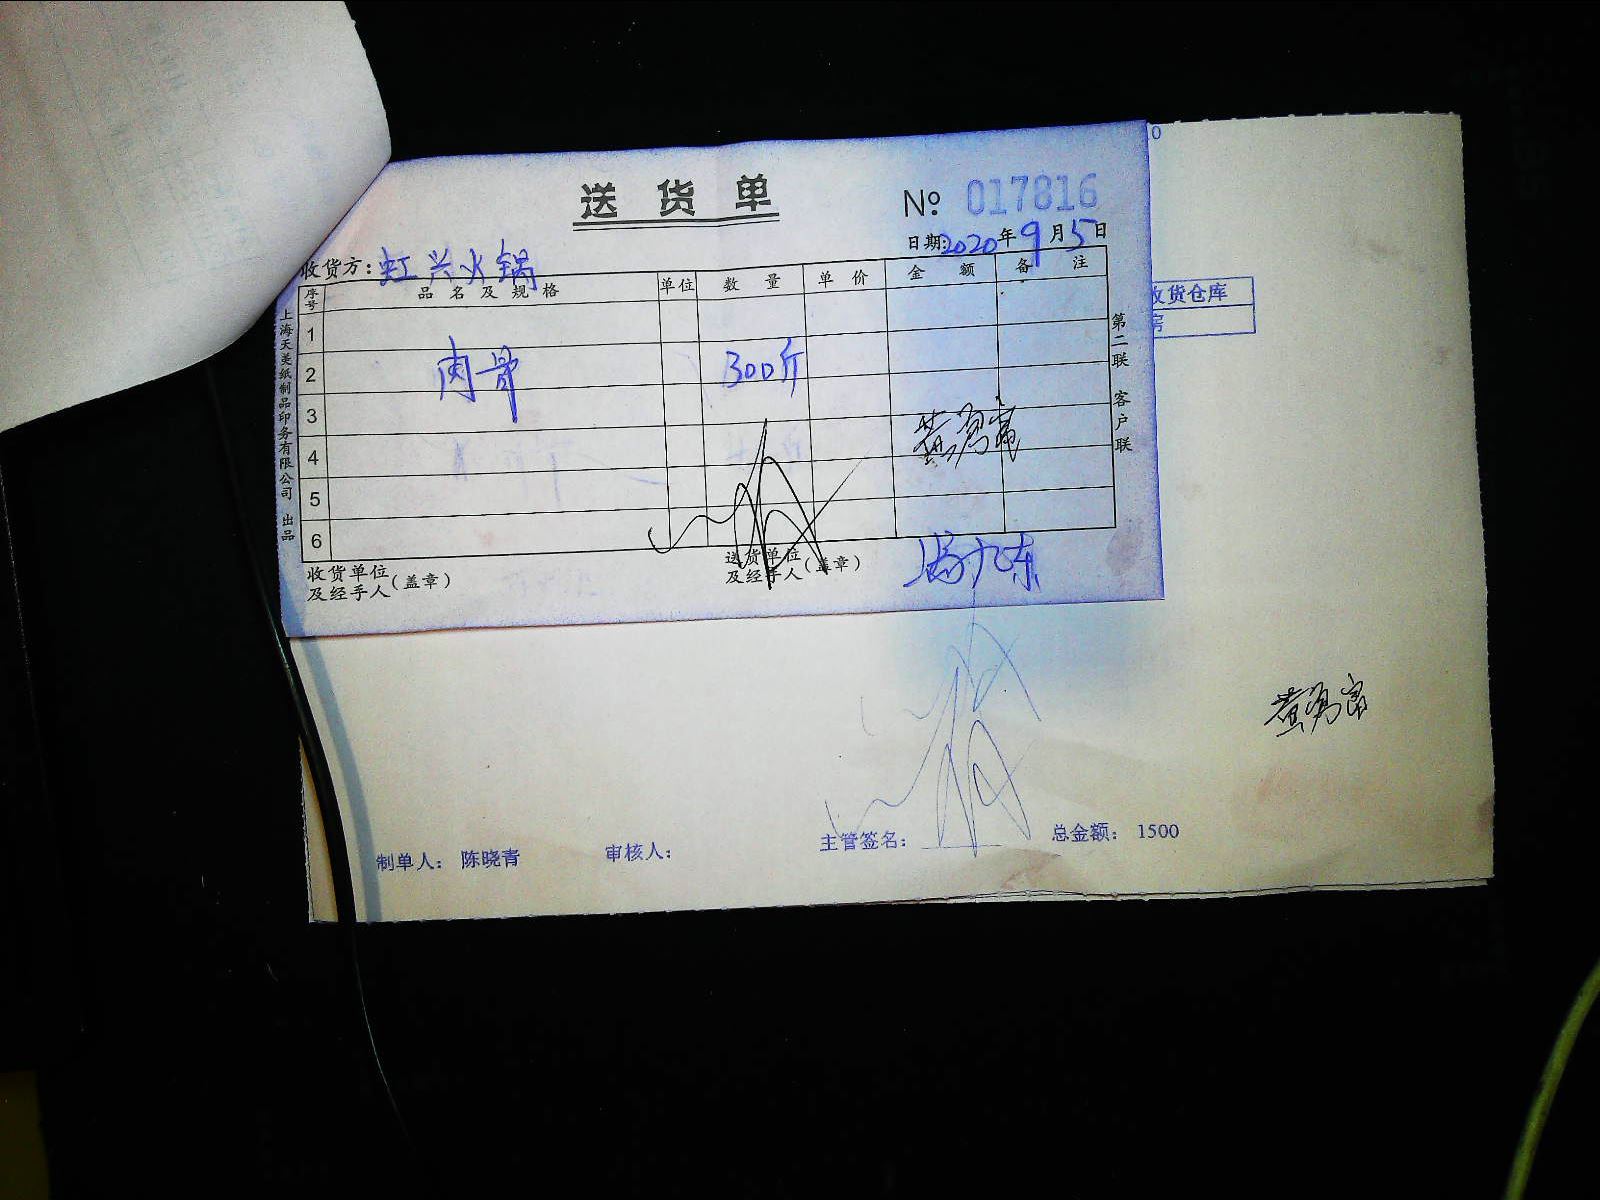 送货单
№ 017816
日期:2020年9月5日
收货方:虹兴火锅
序号 品名及规格 单位 数量 单价 金额 备注
1
2 肉骨 300斤
3
4
5
6
黄海富
收货单位及经手人(盖章)
送货单位及经手人(盖章)
上海天美纸制品印务有限公司 出品
第二联 客户联
0
收货仓库
房
制单人: 陈晓青 审核人: 主管签名: 总金额: 1500